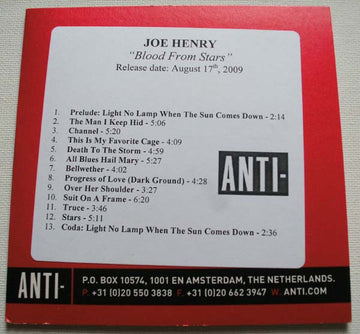 JOE HENRY
"Blood From Stars"
Release date: August 17th, 2009
1. Prelude: Light No Lamp When The Sun Comes Down - 2:14
2. The Man I Keep Hid - 5:06
3. Channel - 5:20
4. This Is My Favorite Cage - 4:09
5. Death To The Storm - 4:59
6. All Blues Hail Mary - 5:57
7. Bellwether - 4:02
8. Progress of Love (Dark Ground) - 4:28
9. Over Her Shoulder - 3:27
10. Suit On A Frame - 6:20
11. Truce - 3:46
12. Stars - 5:11
13. Coda: Light No Lamp When The Sun Comes Down - 2:36
ANTI-
ANTI-
P.O. BOX 10574, 1001 EN AMSTERDAM, THE NETHERLANDS.
P. +31 (0)20 550 3838 F. +31 (0)20 662 3947 W. ANTI.COM